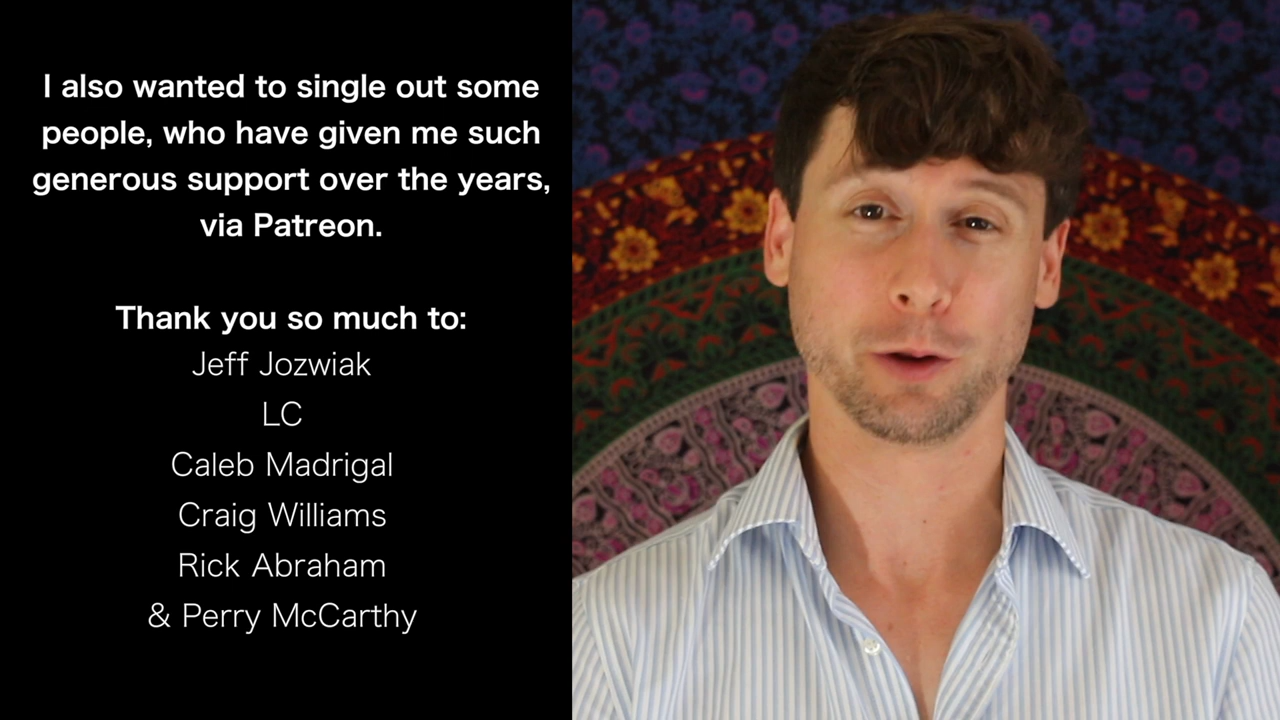 I also wanted to single out some
people, who have given me such
generous support over the years,
via Patreon.
Thank you so much to:
Jeff Jozwiak
LC
Caleb Madrigal
Craig Williams
Rick Abraham
& Perry McCarthy